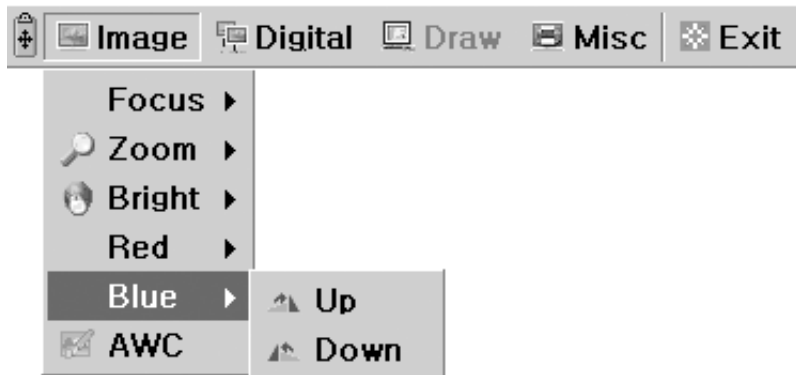 Image Digital Draw Misc Exit
Focus
Zoom
Bright
Red
Blue Up
AWC Down